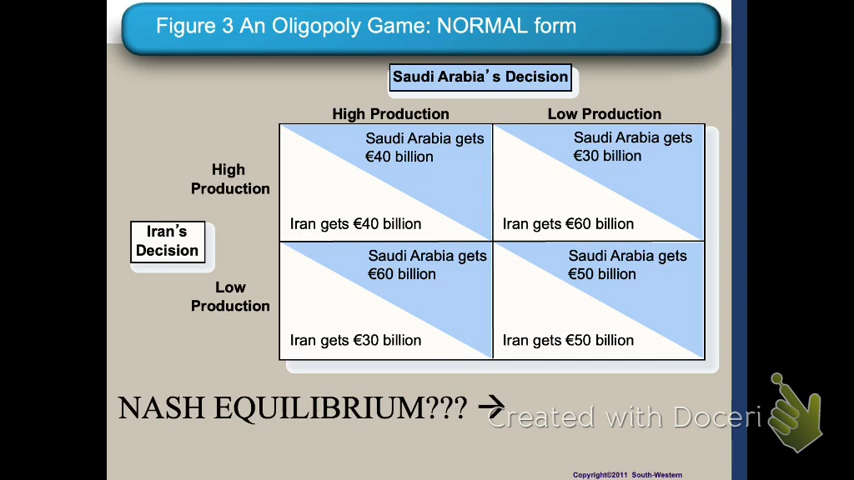 Figure 3 An Oligopoly Game: NORMAL form
Saudi Arabia’s Decision
High Production
Low Production
High
Production
Saudi Arabia gets
€40 billion
Iran gets €40 billion
Saudi Arabia gets
€30 billion
Iran gets €60 billion
Iran’s
Decision
Low
Production
Saudi Arabia gets
€60 billion
Iran gets €30 billion
Saudi Arabia gets
€50 billion
Iran gets €50 billion
NASH EQUILIBRIUM??? →
Created with Doceri
Copyright©2011 South-Western